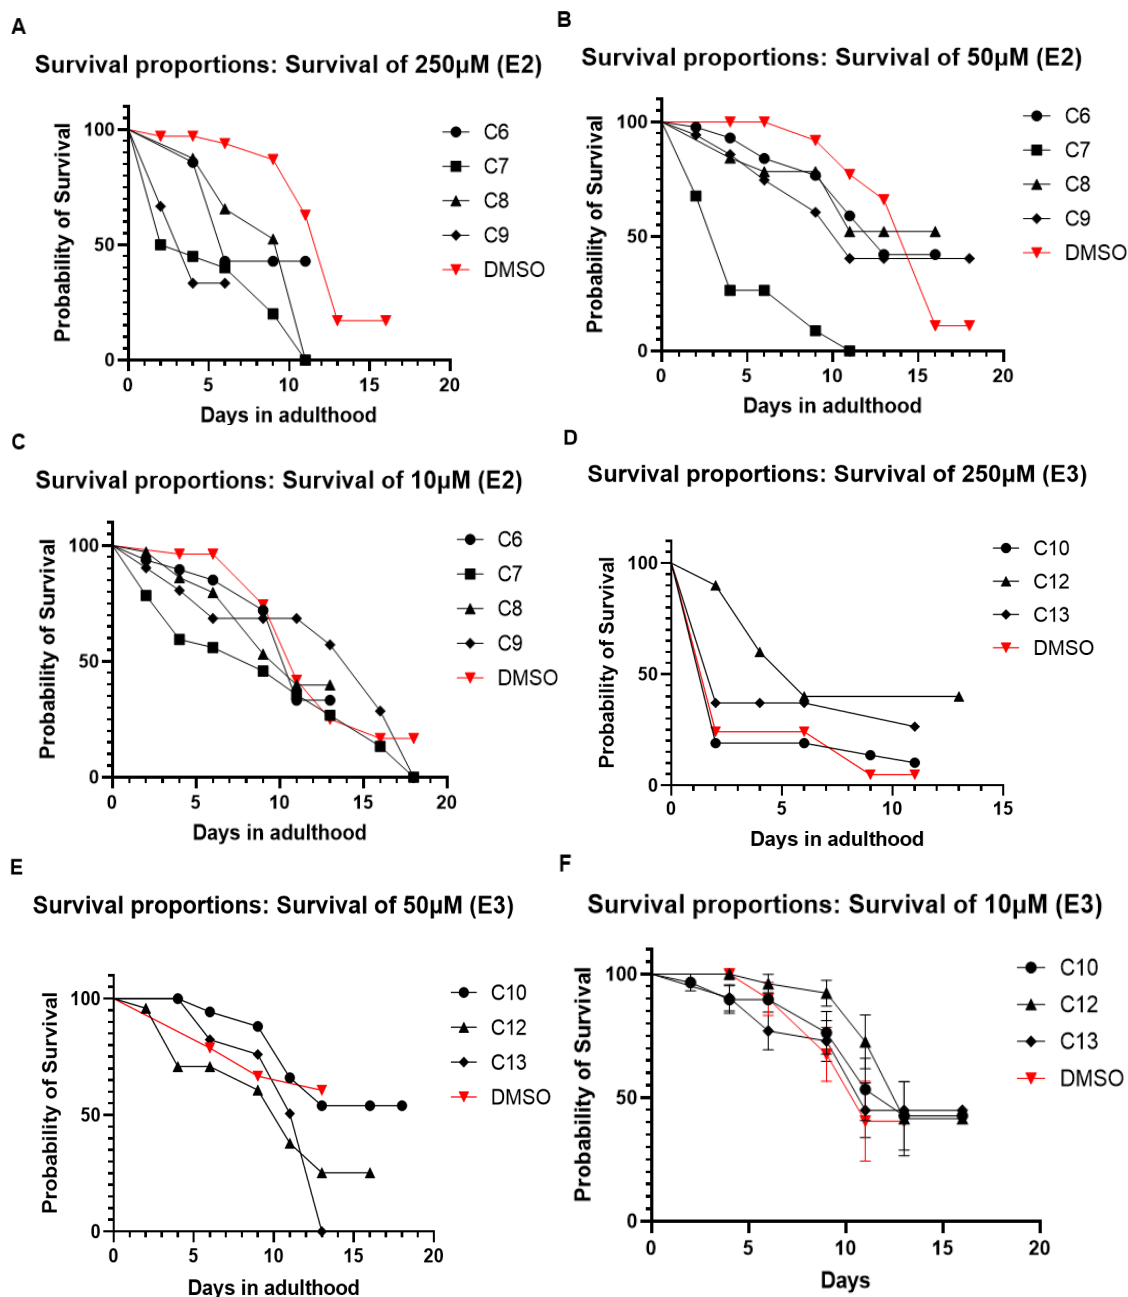 A
Survival proportions: Survival of 250µM (E2)
Probability of Survival
100
50
0
0 5 10 15 20
Days in adulthood
C6
C7
C8
C9
DMSO
B
Survival proportions: Survival of 50µM (E2)
Probability of Survival
100
50
0
0 5 10 15 20
Days in adulthood
C6
C7
C8
C9
DMSO
C
Survival proportions: Survival of 10µM (E2)
Probability of Survival
100
50
0
0 5 10 15 20
Days in adulthood
C6
C7
C8
C9
DMSO
D
Survival proportions: Survival of 250µM (E3)
Probability of Survival
100
50
0
0 5 10 15
Days in adulthood
C10
C12
C13
DMSO
E
Survival proportions: Survival of 50µM (E3)
Probability of Survival
100
50
0
0 5 10 15 20
Days in adulthood
C10
C12
C13
DMSO
F
Survival proportions: Survival of 10µM (E3)
Probability of Survival
100
50
0
0 5 10 15 20
Days
C10
C12
C13
DMSO